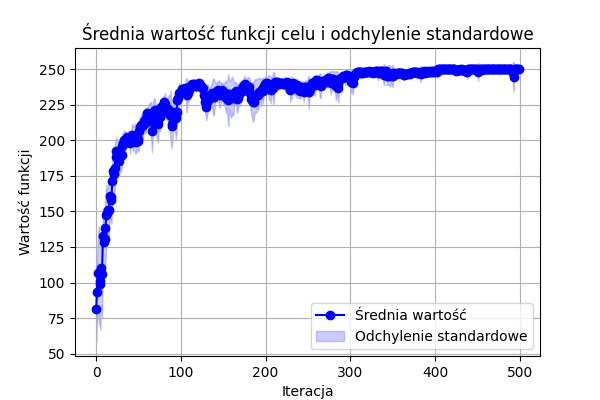 Średnia wartość funkcji celu i odchylenie standardowe
Wartość funkcji
250
225
200
175
150
125
100
75
50
Średnia wartość
Odchylenie standardowe
0 100 200 300 400 500
Iteracja